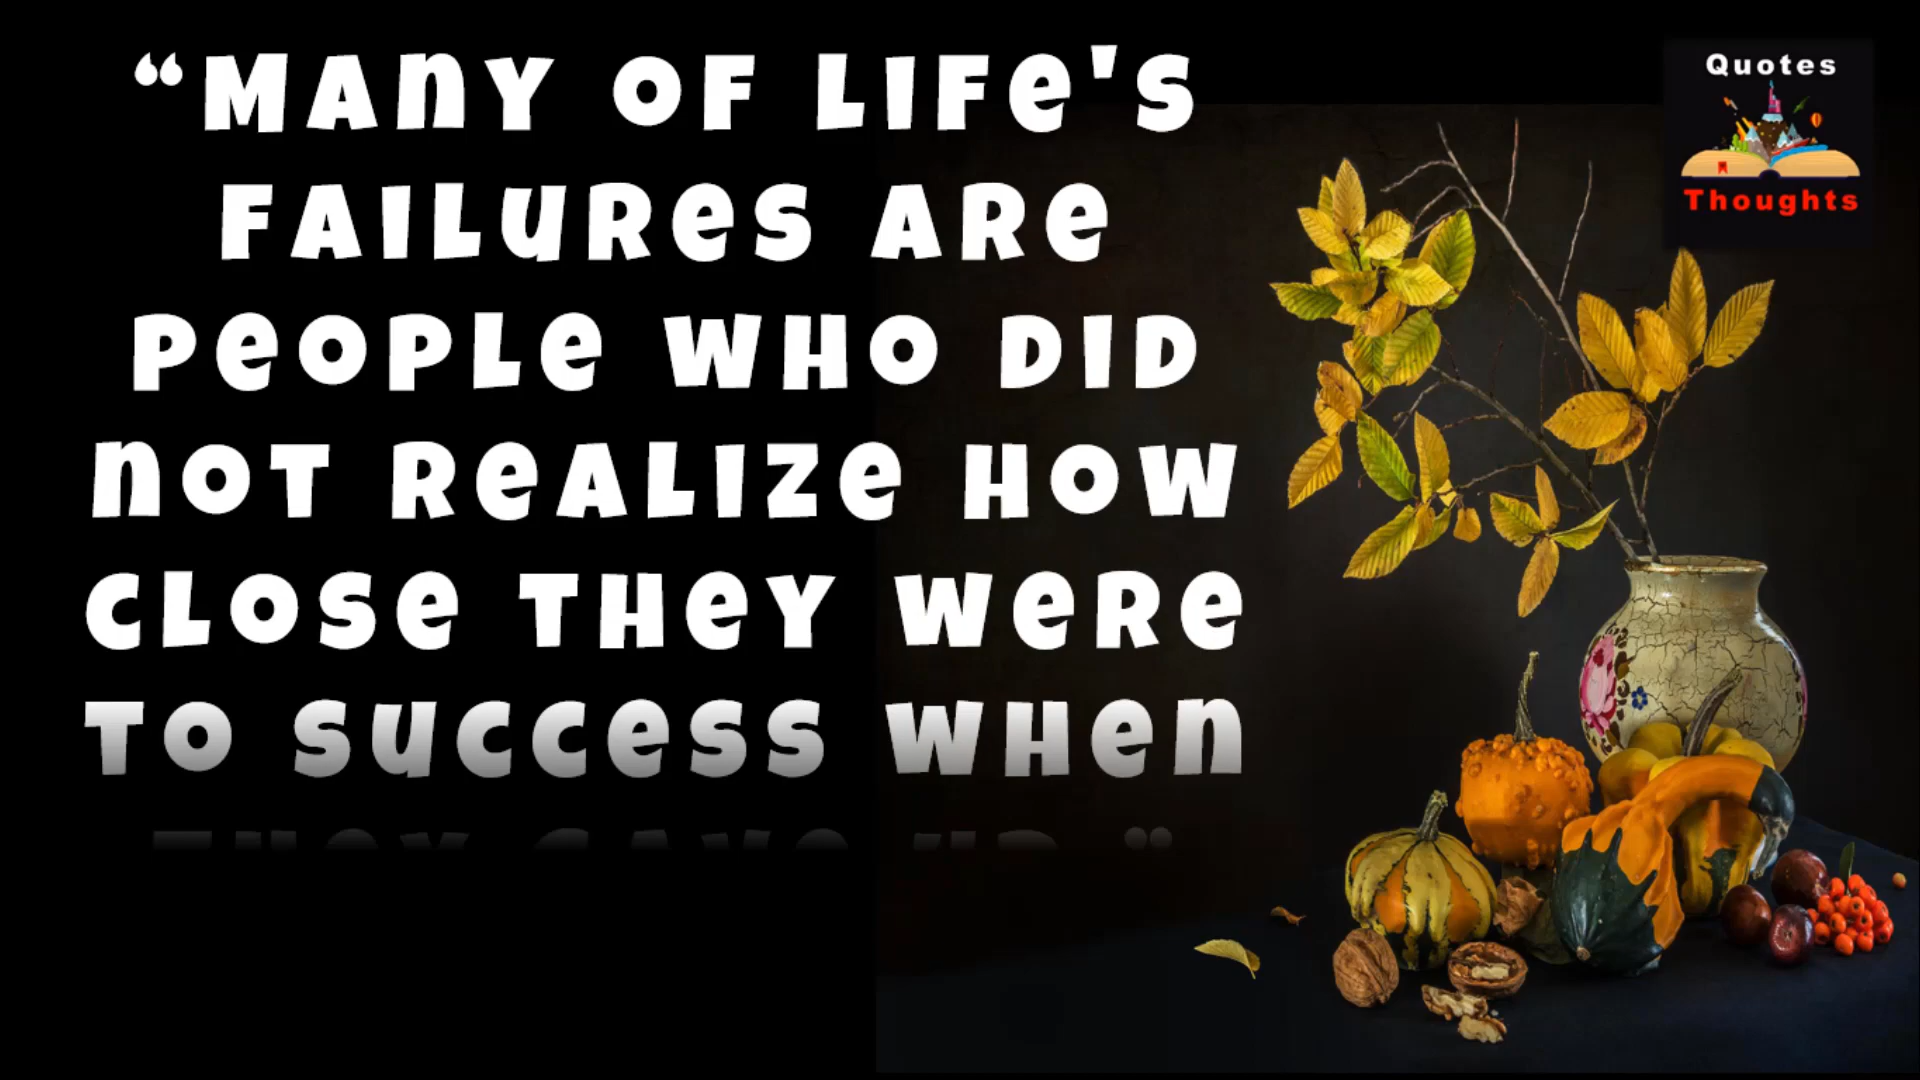 “Many of life's
failures are
people who did
not realize how
close they were
to success when
Quotes
Thoughts